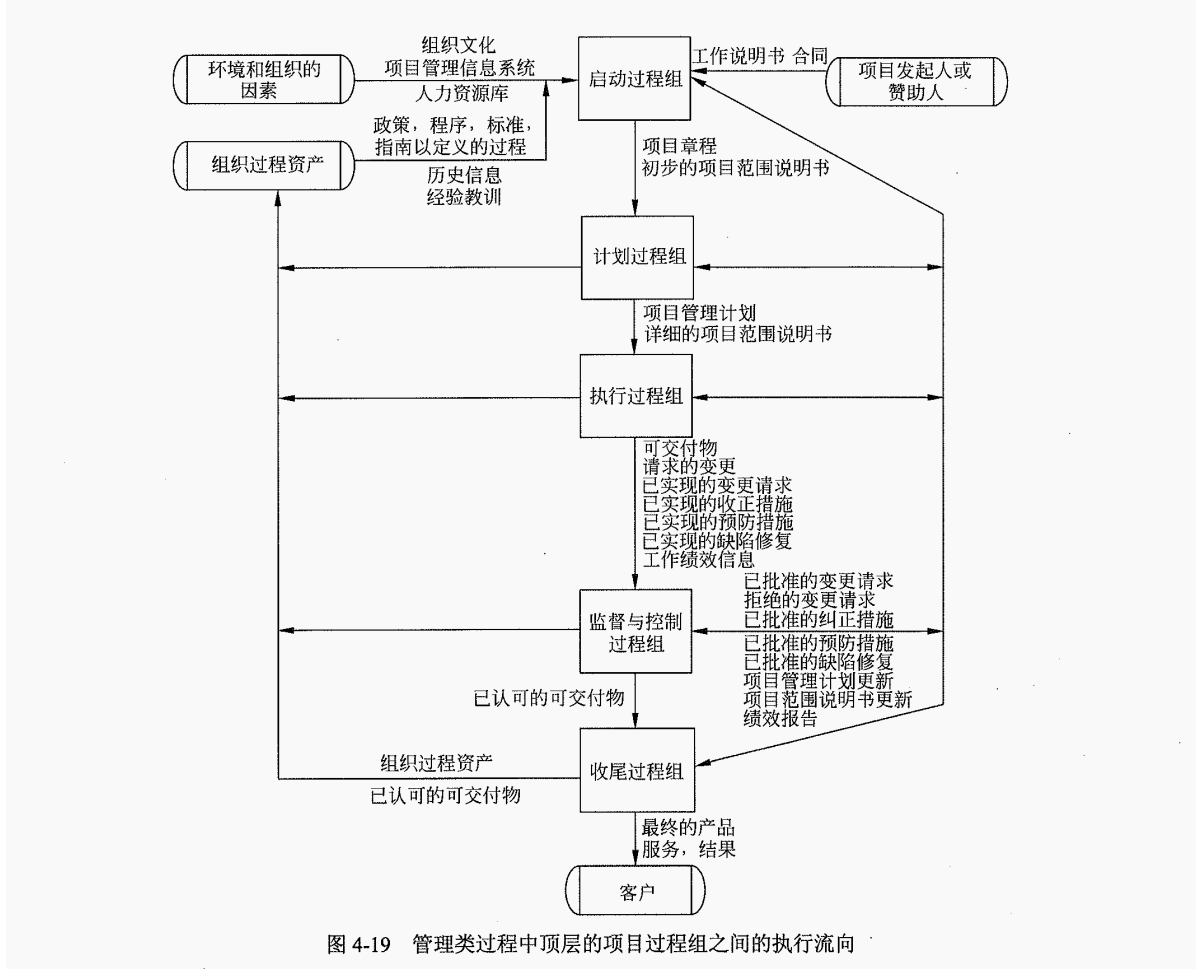 组织文化
项目管理信息系统
人力资源库
环境和组织的
因素
启动过程组
工作说明书 合同
项目发起人或
赞助人
政策，程序，标准，
指南以定义的过程
历史信息
经验教训
组织过程资产
项目章程
初步的项目范围说明书
计划过程组
项目管理计划
详细的项目范围说明书
执行过程组
可交付物
请求的变更
已实现的变更请求
已实现的收正措施
已实现的预防措施
已实现的缺陷修复
工作绩效信息
监督与控制
过程组
已批准的变更请求
拒绝的变更请求
已批准的纠正措施
已批准的预防措施
已批准的缺陷修复
项目管理计划更新
项目范围说明书更新
绩效报告
已认可的可交付物
收尾过程组
组织过程资产
已认可的可交付物
最终的产品
服务，结果
客户
图 4-19 管理类过程中顶层的项目过程组之间的执行流向